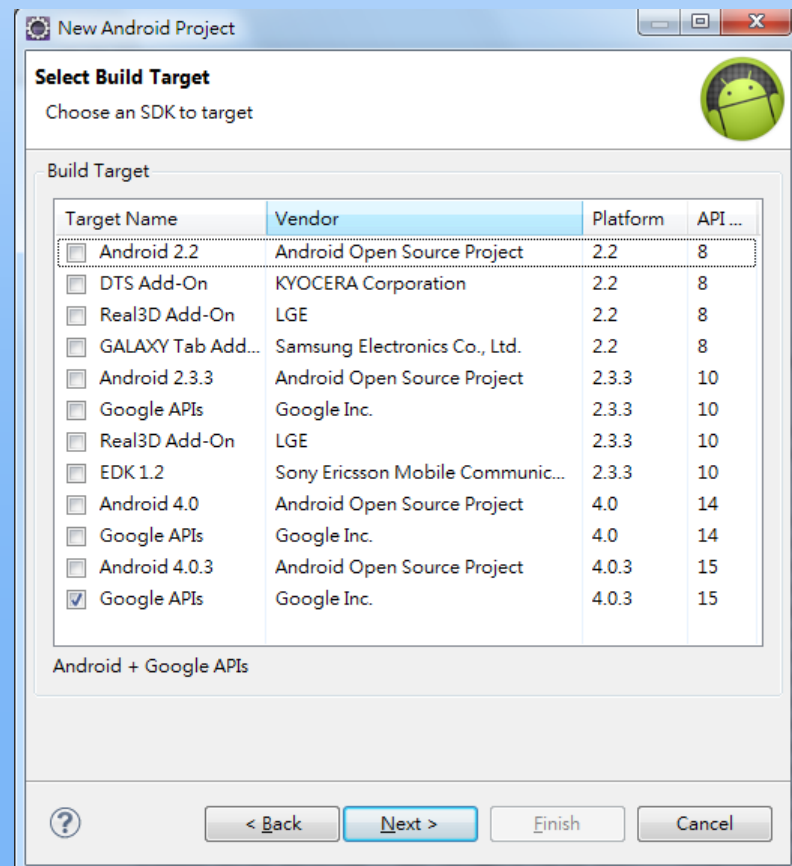 New Android Project
Select Build Target
Choose an SDK to target
Build Target
Target Name Vendor Platform API ...
Android 2.2 Android Open Source Project 2.2 8
DTS Add-On KYOCERA Corporation 2.2 8
Real3D Add-On LGE 2.2 8
GALAXY Tab Add... Samsung Electronics Co., Ltd. 2.2 8
Android 2.3.3 Android Open Source Project 2.3.3 10
Google APIs Google Inc. 2.3.3 10
Real3D Add-On LGE 2.3.3 10
EDK 1.2 Sony Ericsson Mobile Communic... 2.3.3 10
Android 4.0 Android Open Source Project 4.0 14
Google APIs Google Inc. 4.0 14
Android 4.0.3 Android Open Source Project 4.0.3 15
Google APIs Google Inc. 4.0.3 15
Android + Google APIs
? < Back Next > Finish Cancel